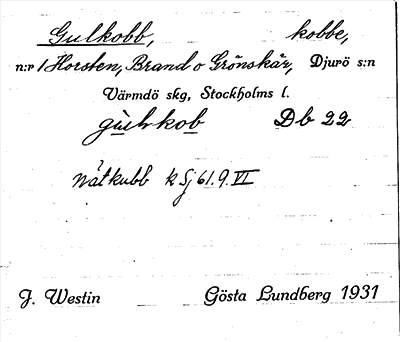 Gulkobb, kobbe,
n:r 1 Horsten, Brand o Grönskär, Djurö s:n
Värmdö skg, Stockholms l.
Db 22
nätkubb k Sj 61.9.VI
J. Westin Gösta Lundberg 1931